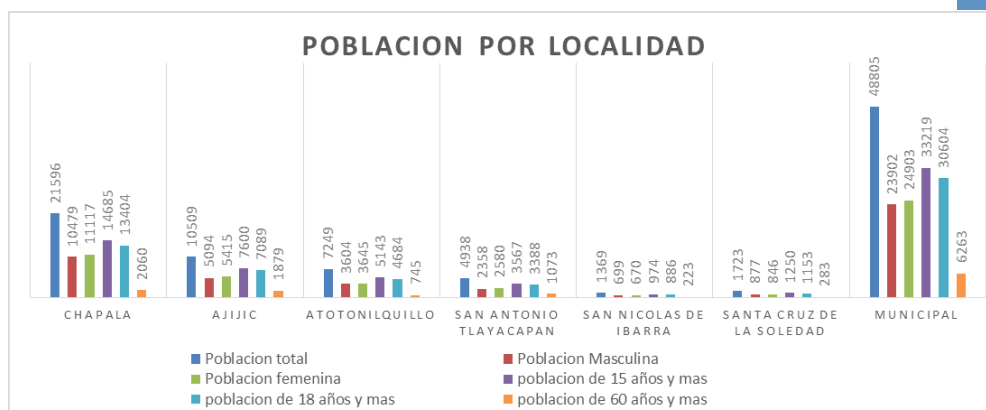 POBLACION POR LOCALIDAD
21596
10479
11117
14685
13404
2060
10509
5094
5415
7600
7089
1879
7249
3604
3645
5143
4684
745
4938
2358
2580
3567
3388
1073
1369
699
670
974
886
223
1723
877
846
1250
1153
283
48805
23902
24903
33219
30604
6263
CHAPALA
AJIJIC
ATOTONILQUILLO
SAN ANTONIO
TLAYACAPAN
SAN NICOLAS DE
IBARRA
SANTA CRUZ DE
LA SOLEDAD
MUNICIPAL
Poblacion total
Poblacion Masculina
Poblacion femenina
poblacion de 15 años y mas
poblacion de 18 años y mas
poblacion de 60 años y mas